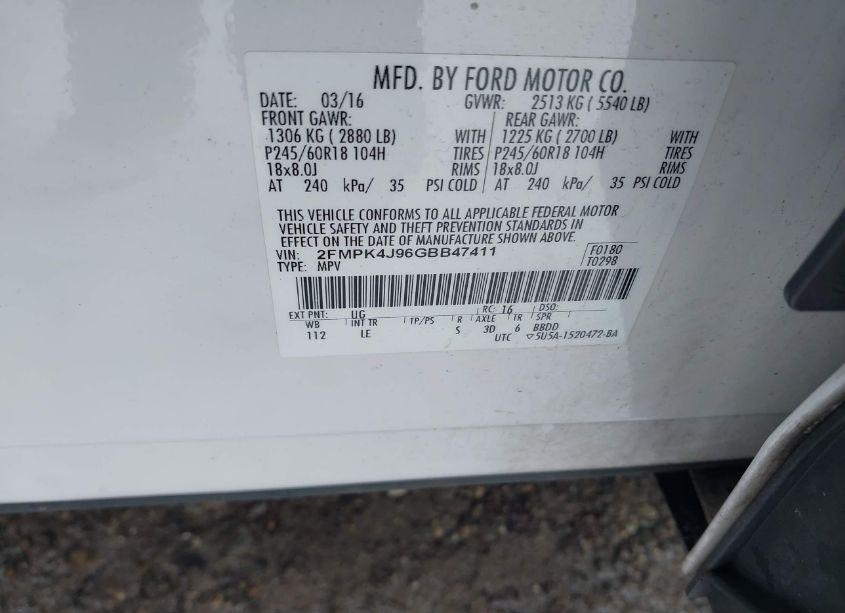 MFD. BY FORD MOTOR CO.
DATE: 03/16 GVWR: 2513 KG ( 5540 LB)
FRONT GAWR: REAR GAWR:
1306 KG ( 2880 LB) WITH 1225 KG ( 2700 LB) WITH
P245/60R18 104H TIRES P245/60R18 104H TIRES
18x8.0J RIMS 18x8.0J RIMS
AT 240 kPa/ 35 PSI COLD AT 240 kPa/ 35 PSI COLD
THIS VEHICLE CONFORMS TO ALL APPLICABLE FEDERAL MOTOR
VEHICLE SAFETY AND THEFT PREVENTION STANDARDS IN
EFFECT ON THE DATE OF MANUFACTURE SHOWN ABOVE.
VIN: 2FMPK4J96GBB47411 F0180
TYPE: MPV T0298
EXT PNT: UG RC: 16 DSO:
WB INT TR TP/PS R AXLE TR SPR
112 LE S 3D 6 BBDD
UTC ▽5U5A-1520472-BA